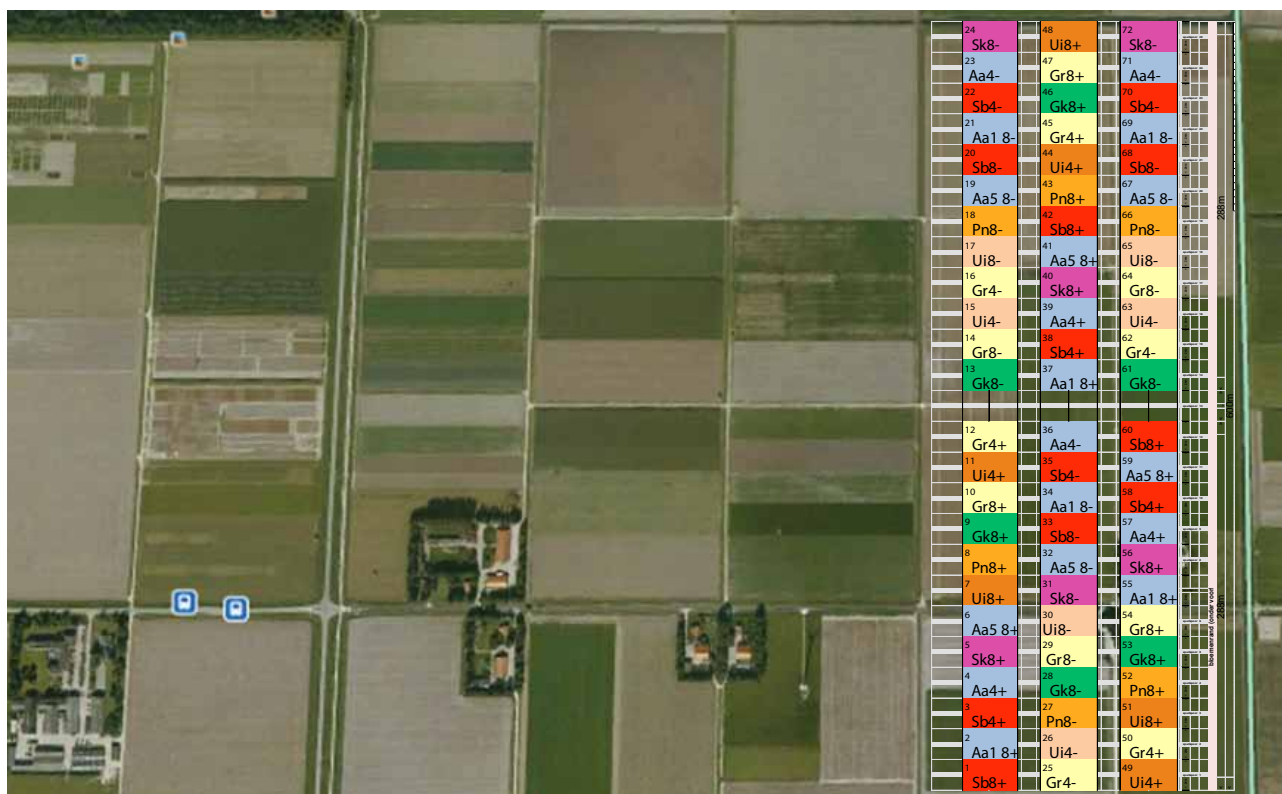 24 48 72
Sk8- Ui8+ Sk8-
23 47 71
Aa4- Gr8+ Aa4-
22 46 70
Sb4- Gk8+ Sb4-
21 45 69
Aa1 8- Gr4+ Aa1 8-
20 44 68
Sb8- Ui4+ Sb8-
19 43 67
Aa5 8- Pn8+ Aa5 8-
18 42 66
Pn8- Sb8+ Pn8-
17 41 65
Ui8- Aa5 8+ Ui8-
16 40 64
Gr4- Sk8+ Gr8-
15 39 63
Ui4- Aa4+ Ui4-
14 38 62
Gr8- Sb4+ Gr4-
13 37 61
Gk8- Aa1 8+ Gk8-
12 36 60
Gr4+ Aa4- Sb8+
11 35 59
Ui4+ Sb4- Aa5 8+
10 34 58
Gr8+ Aa1 8- Sb4+
9 33 57
Gk8+ Sb8- Aa4+
8 32 56
Pn8+ Aa5 8- Sk8+
7 31 55
Ui8+ Sk8- Aa1 8+
6 30 54
Aa5 8+ Ui8- Gr8+
5 29 53
Sk8+ Gr8- Gk8+
4 28 52
Aa4+ Gk8- Pn8+
3 27 51
Sb4+ Pn8- Ui8+
2 26 50
Aa1 8+ Ui4- Gr4+
1 25 49
Sb8+ Gr4- Ui4+
288m
600m
288m
bloemenrand (onder voor)